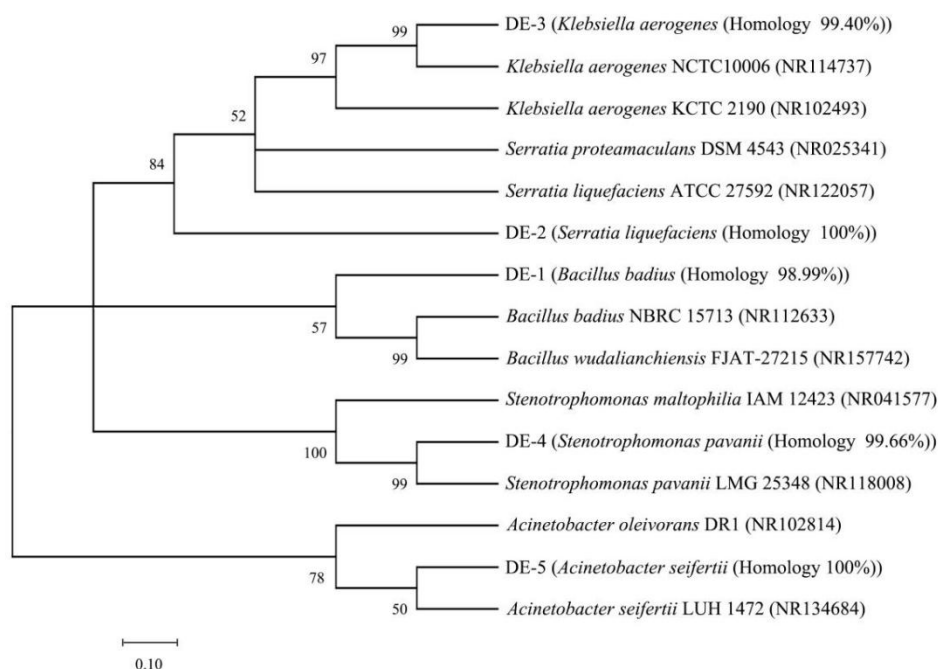 DE-3 (Klebsiella aerogenes (Homology 99.40%))
99
Klebsiella aerogenes NCTC10006 (NR114737)
97
Klebsiella aerogenes KCTC 2190 (NR102493)
52
Serratia proteamaculans DSM 4543 (NR025341)
84
Serratia liquefaciens ATCC 27592 (NR122057)
DE-2 (Serratia liquefaciens (Homology 100%))
DE-1 (Bacillus badius (Homology 98.99%))
Bacillus badius NBRC 15713 (NR112633)
57
Bacillus wudalianchiensis FJAT-27215 (NR157742)
99
Stenotrophomonas maltophilia IAM 12423 (NR041577)
DE-4 (Stenotrophomonas pavanii (Homology 99.66%))
100
Stenotrophomonas pavanii LMG 25348 (NR118008)
99
Acinetobacter oleivorans DR1 (NR102814)
DE-5 (Acinetobacter seifertii (Homology 100%))
78
Acinetobacter seifertii LUH 1472 (NR134684)
50
0.10